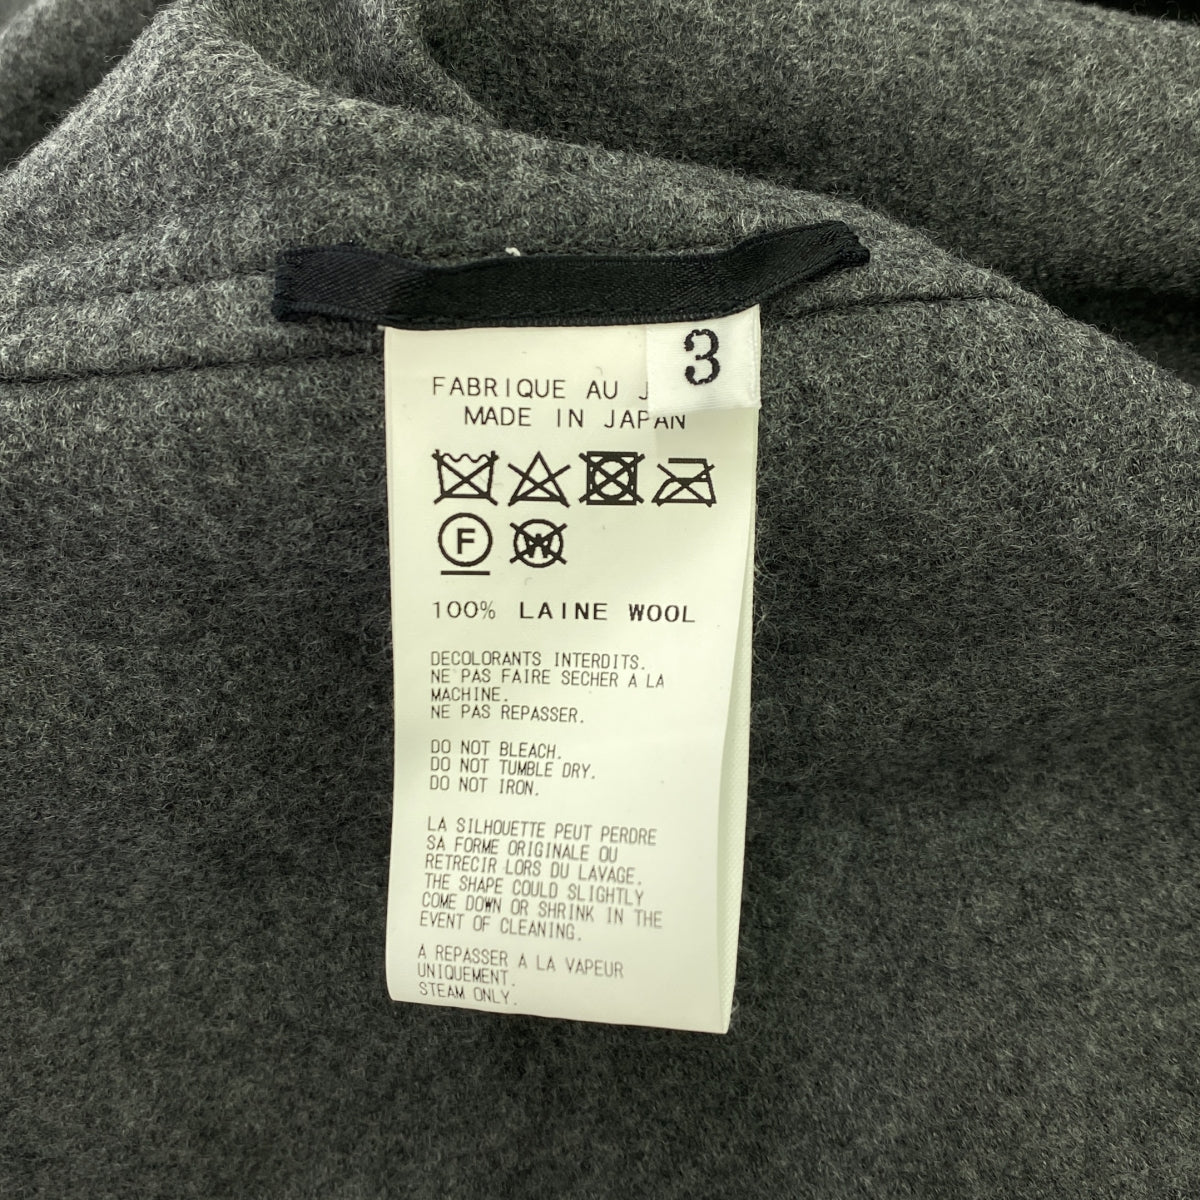 3
FABRIQUE AU J
MADE IN JAPAN
F W
100% LAINE WOOL
DECOLORANTS INTERDITS.
NE PAS FAIRE SECHER A LA
MACHINE.
NE PAS REPASSER.
DO NOT BLEACH.
DO NOT TUMBLE DRY.
DO NOT IRON.
LA SILHOUETTE PEUT PERDRE
SA FORME ORIGINALE OU
RETRECIR LORS DU LAVAGE.
THE SHAPE COULD SLIGHTLY
COME DOWN OR SHRINK IN THE
EVENT OF CLEANING.
A REPASSER A LA VAPEUR
UNIQUEMENT.
STEAM ONLY.